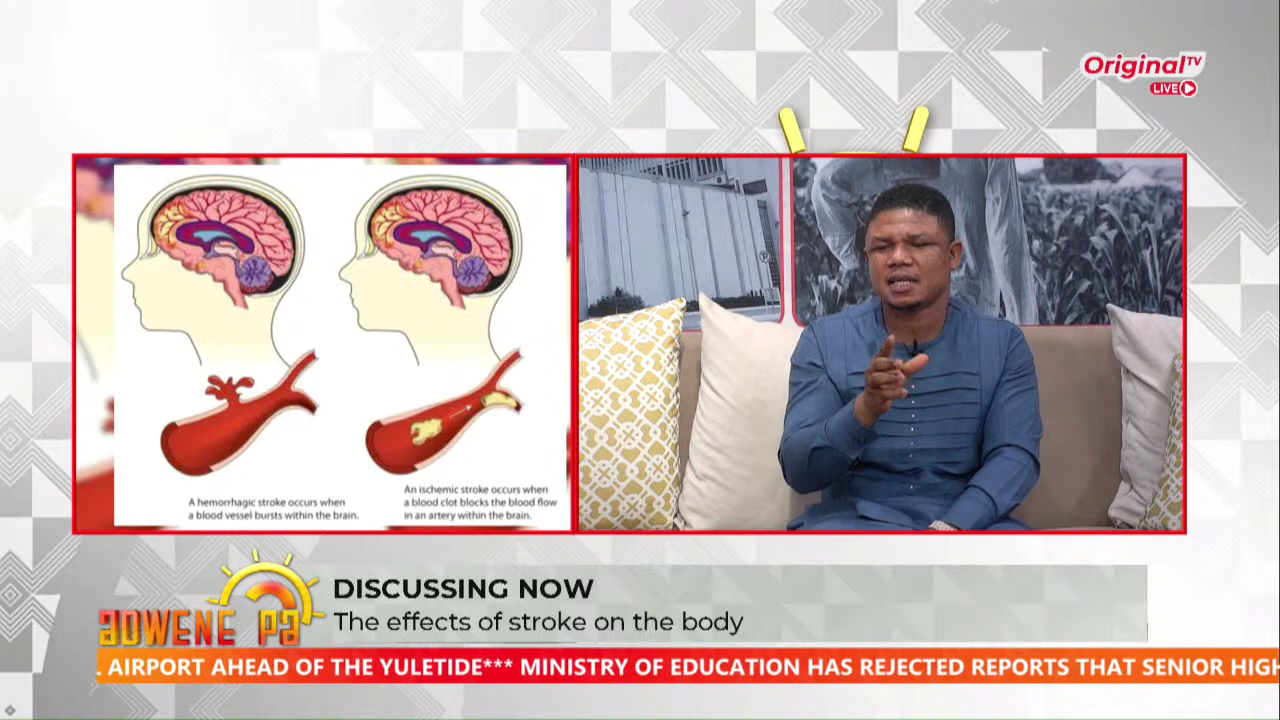 Original TV
LIVE
A hemorrhagic stroke occurs when
a blood vessel bursts within the brain.
An ischemic stroke occurs when
a blood clot blocks the blood flow
in an artery within the brain.
DISCUSSING NOW
The effects of stroke on the body
aDWENE Pa
. AIRPORT AHEAD OF THE YULETIDE*** MINISTRY OF EDUCATION HAS REJECTED REPORTS THAT SENIOR HIGH